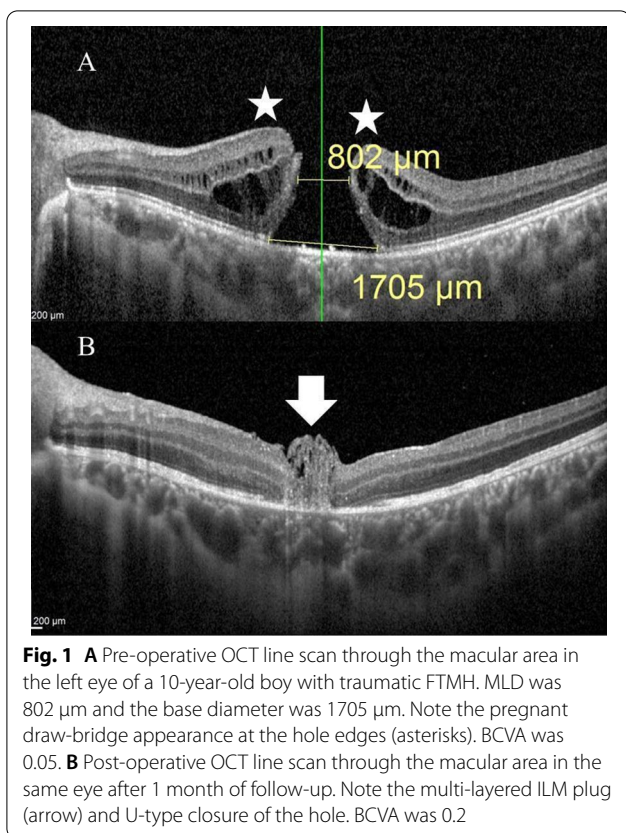 A
802 µm
1705 µm
200 µm
B
200 µm
Fig. 1 A Pre-operative OCT line scan through the macular area in
the left eye of a 10-year-old boy with traumatic FTMH. MLD was
802 µm and the base diameter was 1705 µm. Note the pregnant
draw-bridge appearance at the hole edges (asterisks). BCVA was
0.05. B Post-operative OCT line scan through the macular area in the
same eye after 1 month of follow-up. Note the multi-layered ILM plug
(arrow) and U-type closure of the hole. BCVA was 0.2